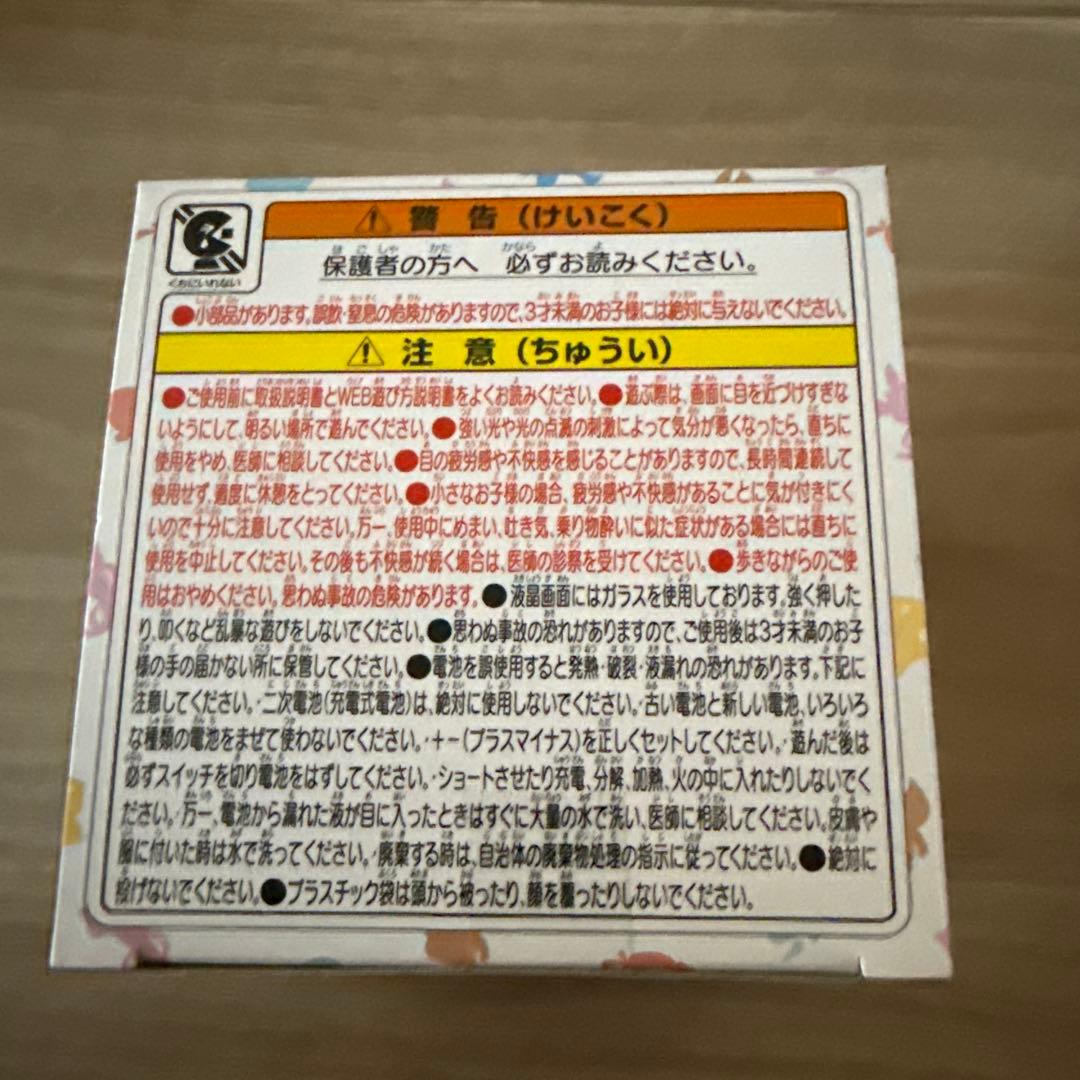 くちにいれない
⚠ 警告（けいこく）
保護者の方へ 必ずお読みください。
●小部品があります。誤飲・窒息の危険がありますので、3才未満のお子様には絶対に与えないでください。
⚠ 注意（ちゅうい）
●ご使用前に取扱説明書とWEB遊び方説明書をよくお読みください。●遊ぶ際は、画面に目を近づけすぎな
いようにして、明るい場所で遊んでください。●強い光や光の点滅の刺激によって気分が悪くなったら、直ちに
使用をやめ、医師に相談してください。●目の疲労感や不快感を感じることがありますので、長時間連続して
使用せず、適度に休憩をとってください。●小さなお子様の場合、疲労感や不快感があることに気が付きにく
いので十分に注意してください。万一、使用中にめまい、吐き気、乗り物酔いに似た症状がある場合には直ちに
使用を中止してください。その後も不快感が続く場合は、医師の診察を受けてください。●歩きながらのご使
用はおやめください。思わぬ事故の危険があります。●液晶画面にはガラスを使用しております。強く押した
り、叩くなど乱暴な遊びをしないでください。●思わぬ事故の恐れがありますので、ご使用後は3才未満のお子
様の手の届かない所に保管してください。●電池を誤使用すると発熱・破裂・液漏れの恐れがあります。下記に
注意してください。・二次電池（充電式電池）は、絶対に使用しないでください。・古い電池と新しい電池、いろいろ
な種類の電池をまぜて使わないでください。・＋－（プラスマイナス）を正しくセットしてください。・遊んだ後は
必ずスイッチを切り電池をはずしてください。・ショートさせたり充電、分解、加熱、火の中に入れたりしないでく
ださい。・万一、電池から漏れた液が目に入ったときはすぐに大量の水で洗い、医師に相談してください。皮膚や
服に付いた時は水で洗ってください。・廃棄する時は、自治体の廃棄物処理の指示に従ってください。●絶対に
投げないでください。●プラスチック袋は頭から被ったり、顔を覆ったりしないでください。